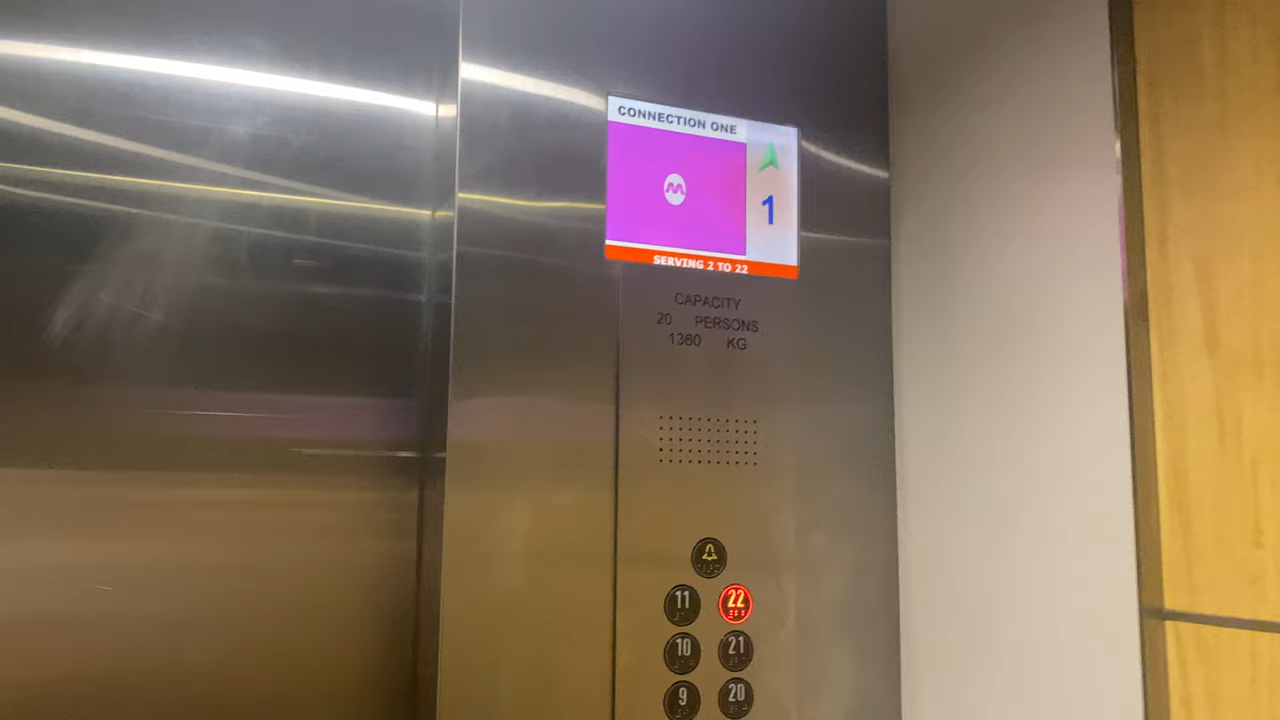 CONNECTION ONE
1
SERVING 2 TO 22
CAPACITY
20 PERSONS
1360 KG
11 22
10 21
9 20